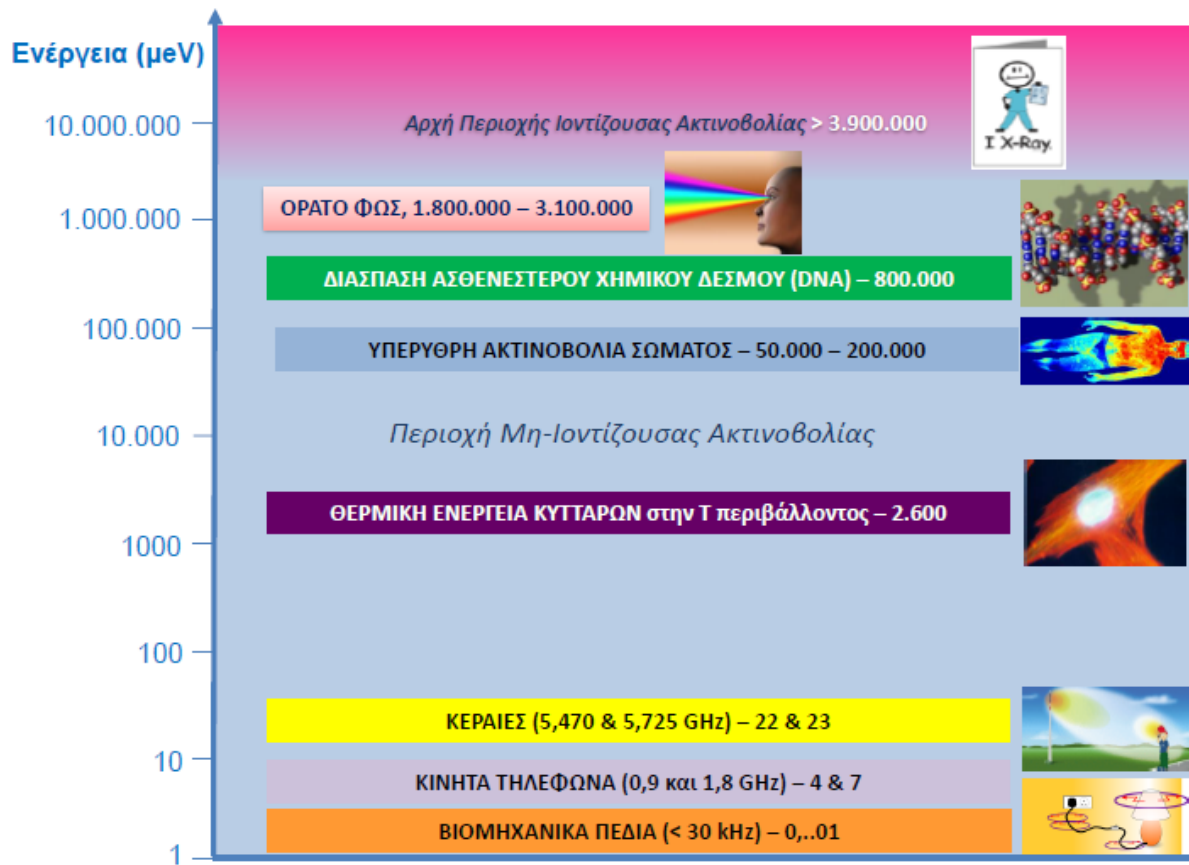 Ενέργεια (μeV)
10.000.000
Αρχή Περιοχής Ιοντίζουσας Ακτινοβολίας > 3.900.000
I X-Ray.
1.000.000
ΟΡΑΤΟ ΦΩΣ, 1.800.000 – 3.100.000
ΔΙΑΣΠΑΣΗ ΑΣΘΕΝΕΣΤΕΡΟΥ ΧΗΜΙΚΟΥ ΔΕΣΜΟΥ (DNA) – 800.000
100.000
ΥΠΕΡΥΘΡΗ ΑΚΤΙΝΟΒΟΛΙΑ ΣΩΜΑΤΟΣ – 50.000 – 200.000
10.000
Περιοχή Μη-Ιοντίζουσας Ακτινοβολίας
ΘΕΡΜΙΚΗ ΕΝΕΡΓΕΙΑ ΚΥΤΤΑΡΩΝ στην Τ περιβάλλοντος – 2.600
1000
100
ΚΕΡΑΙΕΣ (5,470 & 5,725 GHz) – 22 & 23
10
ΚΙΝΗΤΑ ΤΗΛΕΦΩΝΑ (0,9 και 1,8 GHz) – 4 & 7
ΒΙΟΜΗΧΑΝΙΚΑ ΠΕΔΙΑ (< 30 kHz) – 0,..01
1